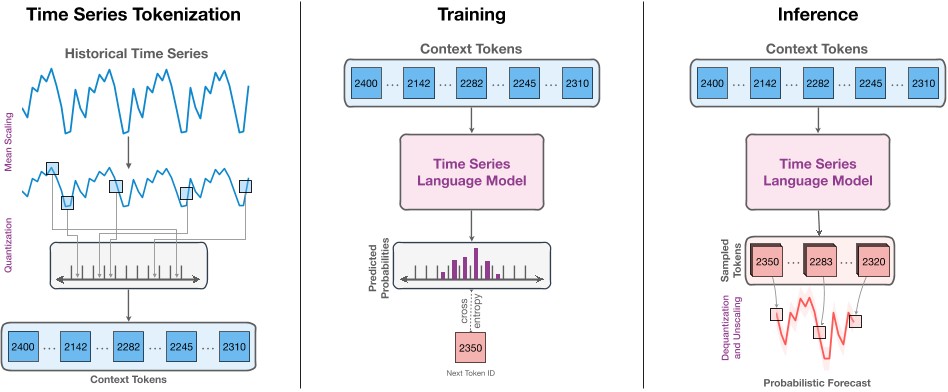 Time Series Tokenization
Historical Time Series
Mean Scaling
Quantization
2400 ... 2142 ... 2282 ... 2245 ... 2310
Context Tokens
Training
Context Tokens
2400 ... 2142 ... 2282 ... 2245 ... 2310
Time Series
Language Model
Predicted
Probabilities
cross
entropy
2350
Next Token ID
Inference
Context Tokens
2400 ... 2142 ... 2282 ... 2245 ... 2310
Time Series
Language Model
Sampled
Tokens
2350 ... 2283 ... 2320
Dequantization
and Unscaling
Probabilistic Forecast